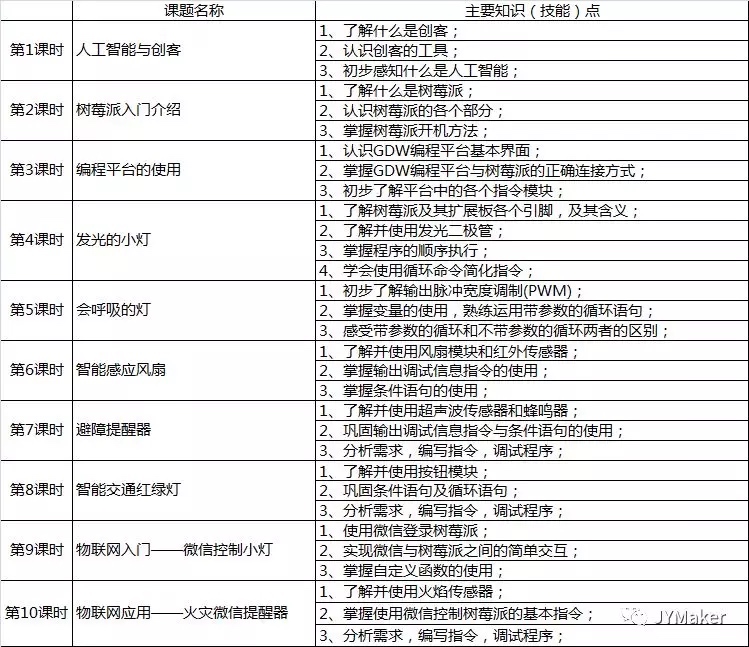 课题名称 主要知识（技能）点
第1课时 人工智能与创客 1、了解什么是创客；
2、认识创客的工具；
3、初步感知什么是人工智能；
第2课时 树莓派入门介绍 1、了解什么是树莓派；
2、认识树莓派的各个部分；
3、掌握树莓派开机方法；
第3课时 编程平台的使用 1、认识GDW编程平台基本界面；
2、掌握GDW编程平台与树莓派的正确连接方式；
3、初步了解平台中的各个指令模块；
第4课时 发光的小灯 1、了解树莓派及其扩展板各个引脚，及其含义；
2、了解并使用发光二极管；
3、掌握程序的顺序执行；
4、学会使用循环命令简化指令；
第5课时 会呼吸的灯 1、初步了解输出脉冲宽度调制(PWM)；
2、掌握变量的使用，熟练运用带参数的循环语句；
3、感受带参数的循环和不带参数的循环两者的区别；
第6课时 智能感应风扇 1、了解并使用风扇模块和红外传感器；
2、掌握输出调试信息指令的使用；
3、掌握条件语句的使用；
第7课时 避障提醒器 1、了解并使用超声波传感器和蜂鸣器；
2、巩固输出调试信息指令与条件语句的使用；
3、分析需求，编写指令，调试程序；
第8课时 智能交通红绿灯 1、了解并使用按钮模块；
2、巩固条件语句及循环语句；
3、分析需求，编写指令，调试程序；
第9课时 物联网入门——微信控制小灯 1、使用微信登录树莓派；
2、实现微信与树莓派之间的简单交互；
3、掌握自定义函数的使用；
第10课时 物联网应用——火灾微信提醒器 1、了解并使用火焰传感器；
2、掌握使用微信控制树莓派的基本指令；
3、分析需求，编写指令，调试程序；
JYMaker